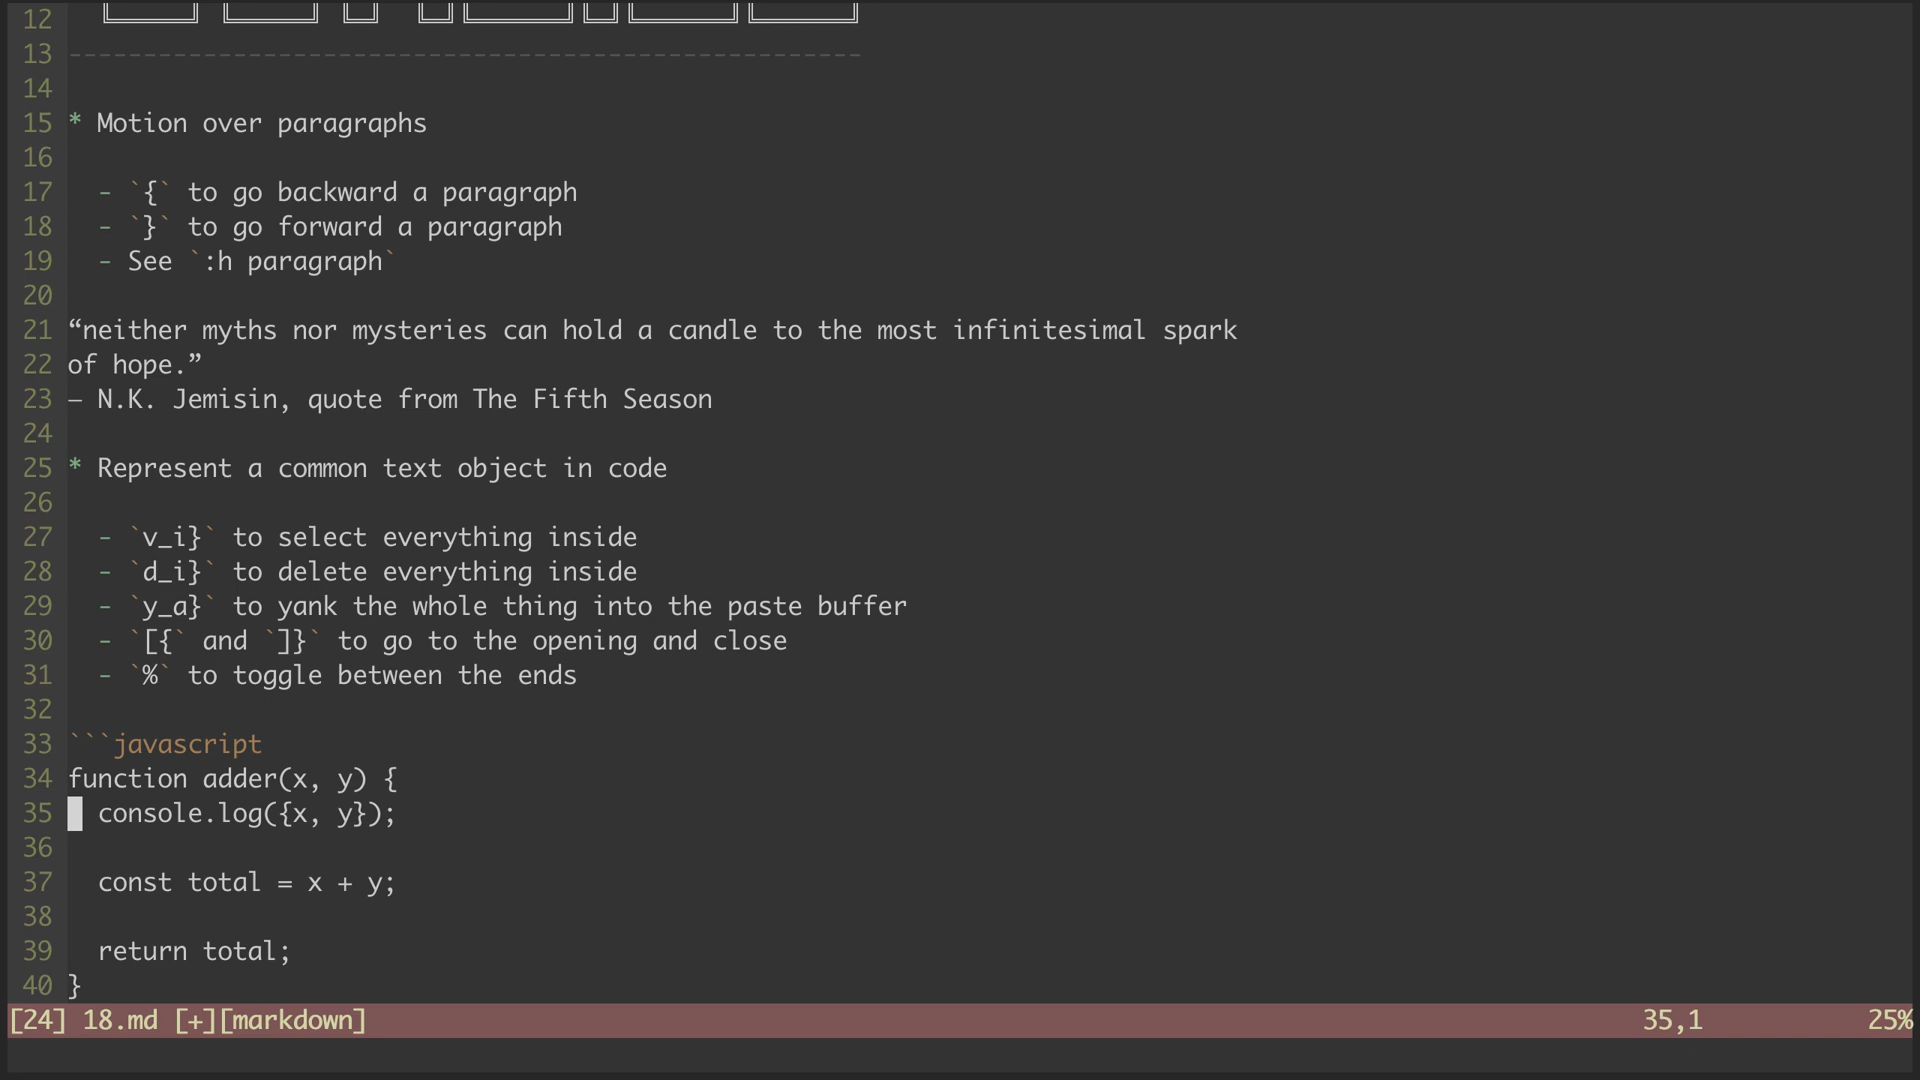 12 ╚═════╝ ╚═════╝ ╚═╝  ╚═╝╚══════╝╚═╝╚══════╝╚══════╝
13 -----------------------------------------------------
14
15 * Motion over paragraphs
16
17   - `{` to go backward a paragraph
18   - `}` to go forward a paragraph
19   - See `:h paragraph`
20
21 “neither myths nor mysteries can hold a candle to the most infinitesimal spark
22 of hope.”
23 — N.K. Jemisin, quote from The Fifth Season
24
25 * Represent a common text object in code
26
27   - `v_i}` to select everything inside
28   - `d_i}` to delete everything inside
29   - `y_a}` to yank the whole thing into the paste buffer
30   - `[{` and `]}` to go to the opening and close
31   - `%` to toggle between the ends
32
33 ```javascript
34 function adder(x, y) {
35   console.log({x, y});
36
37   const total = x + y;
38
39   return total;
40 }
[24] 18.md [+][markdown] 35,1 25%